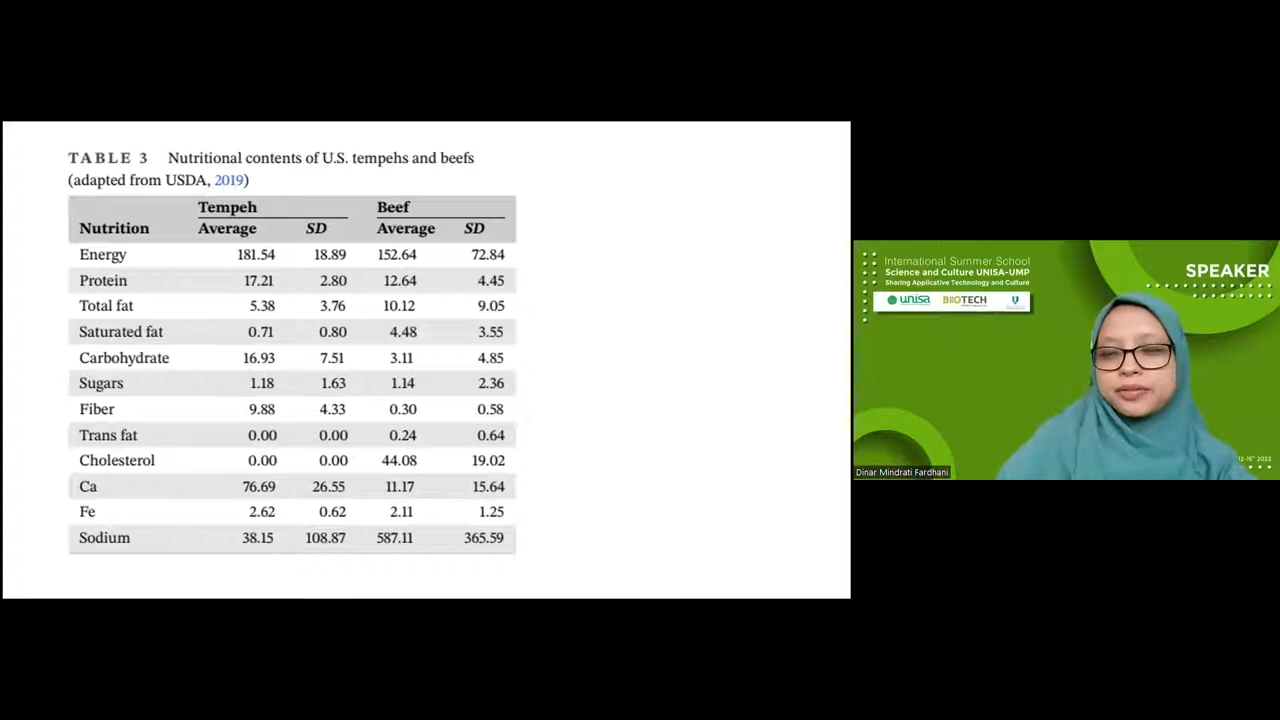 TABLE 3 Nutritional contents of U.S. tempehs and beefs
(adapted from USDA, 2019)
Tempeh Beef
Nutrition Average SD Average SD
Energy 181.54 18.89 152.64 72.84
Protein 17.21 2.80 12.64 4.45
Total fat 5.38 3.76 10.12 9.05
Saturated fat 0.71 0.80 4.48 3.55
Carbohydrate 16.93 7.51 3.11 4.85
Sugars 1.18 1.63 1.14 2.36
Fiber 9.88 4.33 0.30 0.58
Trans fat 0.00 0.00 0.24 0.64
Cholesterol 0.00 0.00 44.08 19.02
Ca 76.69 26.55 11.17 15.64
Fe 2.62 0.62 2.11 1.25
Sodium 38.15 108.87 587.11 365.59
International Summer School
Science and Culture UNISA-UMP
Sharing Applicative Technology and Culture
SPEAKER
unisa BIOTECH
12-15th 2022
Dinar Mindrati Fardhani